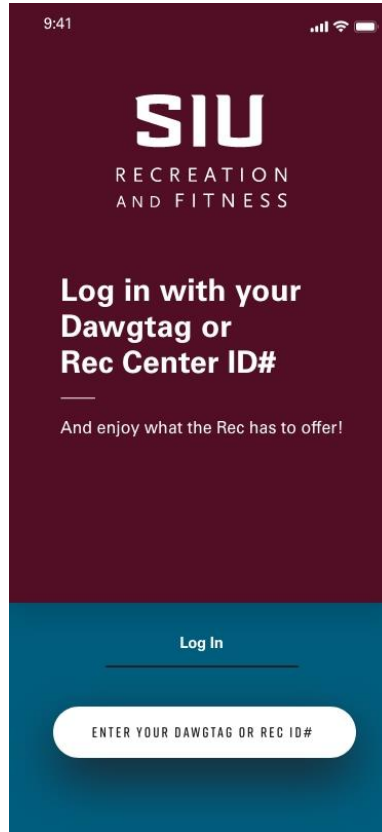 9:41
SIU
RECREATION
AND FITNESS
Log in with your
Dawgtag or
Rec Center ID#
And enjoy what the Rec has to offer!
Log In
ENTER YOUR DAWGTAG OR REC ID#